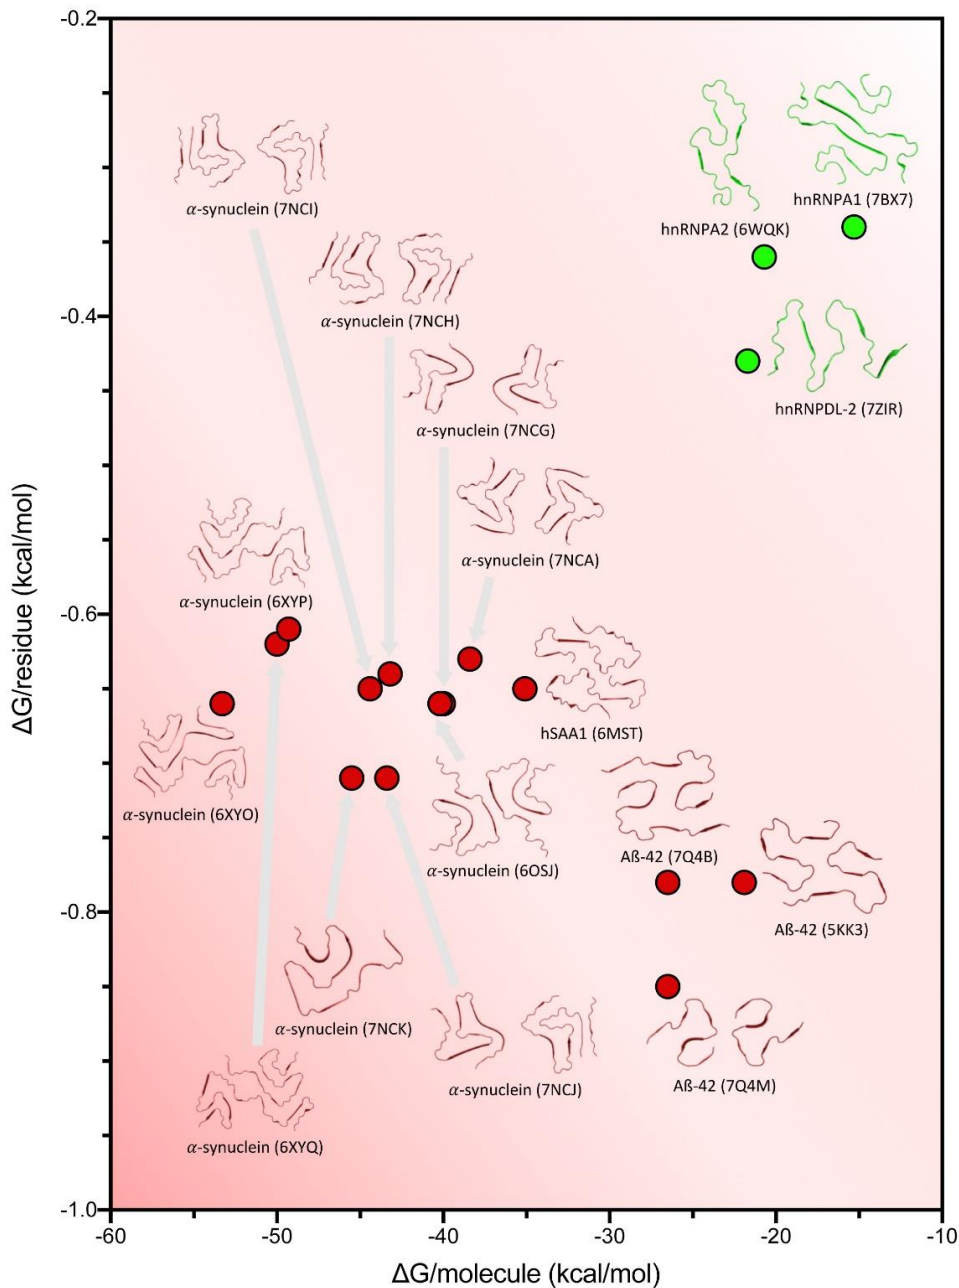 -0.2
hnRNPA1 (7BX7)
α-synuclein (7NCI)
hnRNPA2 (6WQK)
-0.4
α-synuclein (7NCH)
hnRNPDL-2 (7ZIR)
α-synuclein (7NCG)
α-synuclein (7NCA)
α-synuclein (6XYP)
-0.6
ΔG/residue (kcal/mol)
hSAA1 (6MST)
α-synuclein (6XYO)
Aß-42 (7Q4B)
α-synuclein (6OSJ)
-0.8
Aß-42 (5KK3)
α-synuclein (7NCK)
Aß-42 (7Q4M)
α-synuclein (7NCJ)
α-synuclein (6XYQ)
-1.0
-60 -50 -40 -30 -20 -10
ΔG/molecule (kcal/mol)